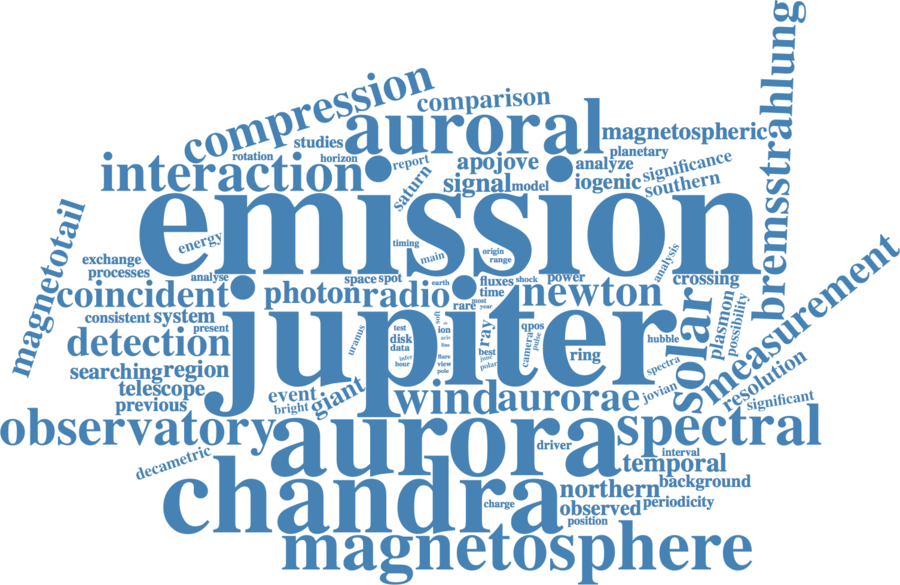 bremsstrahlung
compression
comparison
auroral
magnetospheric
studies
planetary
rotation
horizon
report
apojove
analyze
significance
interaction
saturn
signal
model
iogenic
southern
emission
magnetotail
energy
timing
main
origin
range
analysis
measurement
exchange
processes
analyse
space
spot
earth
fluxes
shock
power
crossing
coincident
photon
radio
rare
most
time
year
newton
solar
consistent
system
present
jupiter
uranus
test
disk
data
soft
ion
ray
best
qpos
camera
pulse
ring
hubble
plasmon
possibility
detection
infer
hour
acis
line
flare
view
pole
june
polar
spectra
searching
region
jovian
resolution
telescope
previous
event
bright
giant
wind
aurorae
significant
observatory
aurora
driver
spectral
interval
temporal
decametric
chandra
charge
northern
background
observed
periodicity
position
magnetosphere